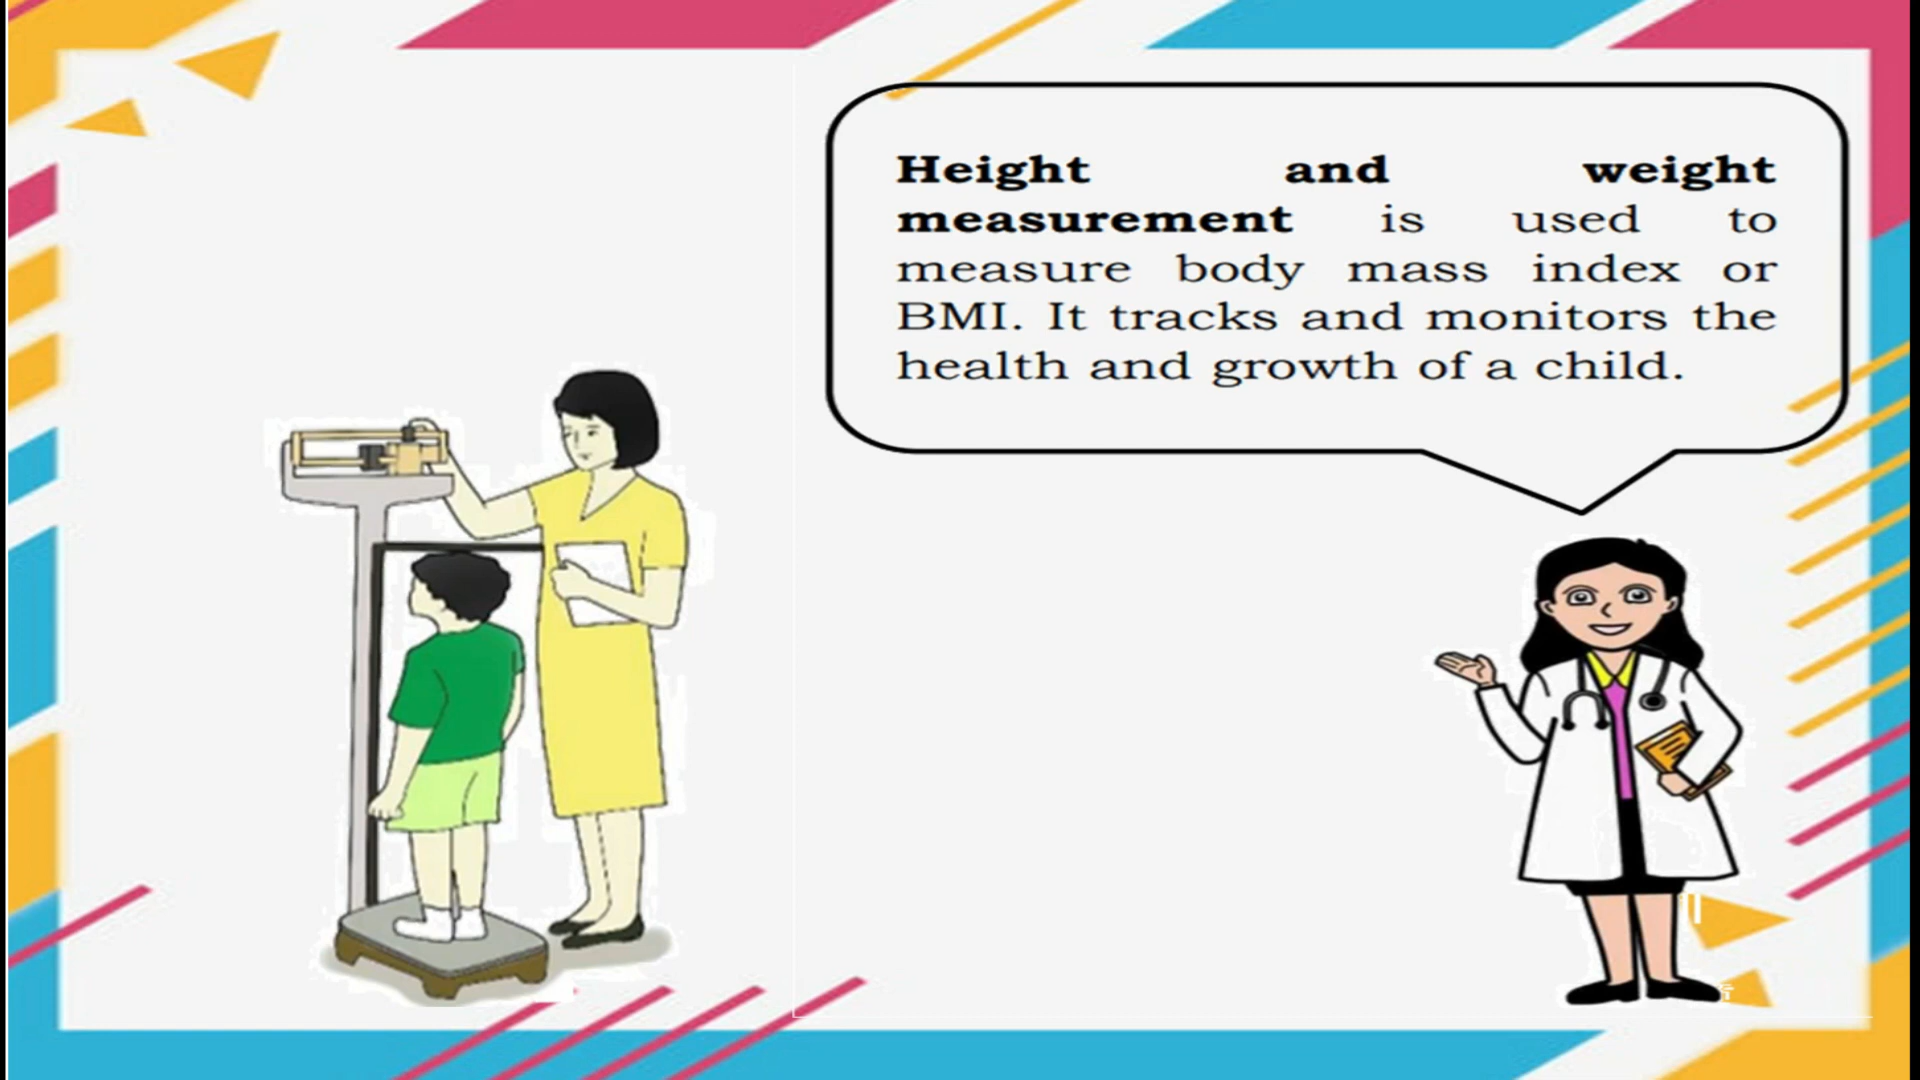 Height and weight
measurement is used to
measure body mass index or
BMI. It tracks and monitors the
health and growth of a child.